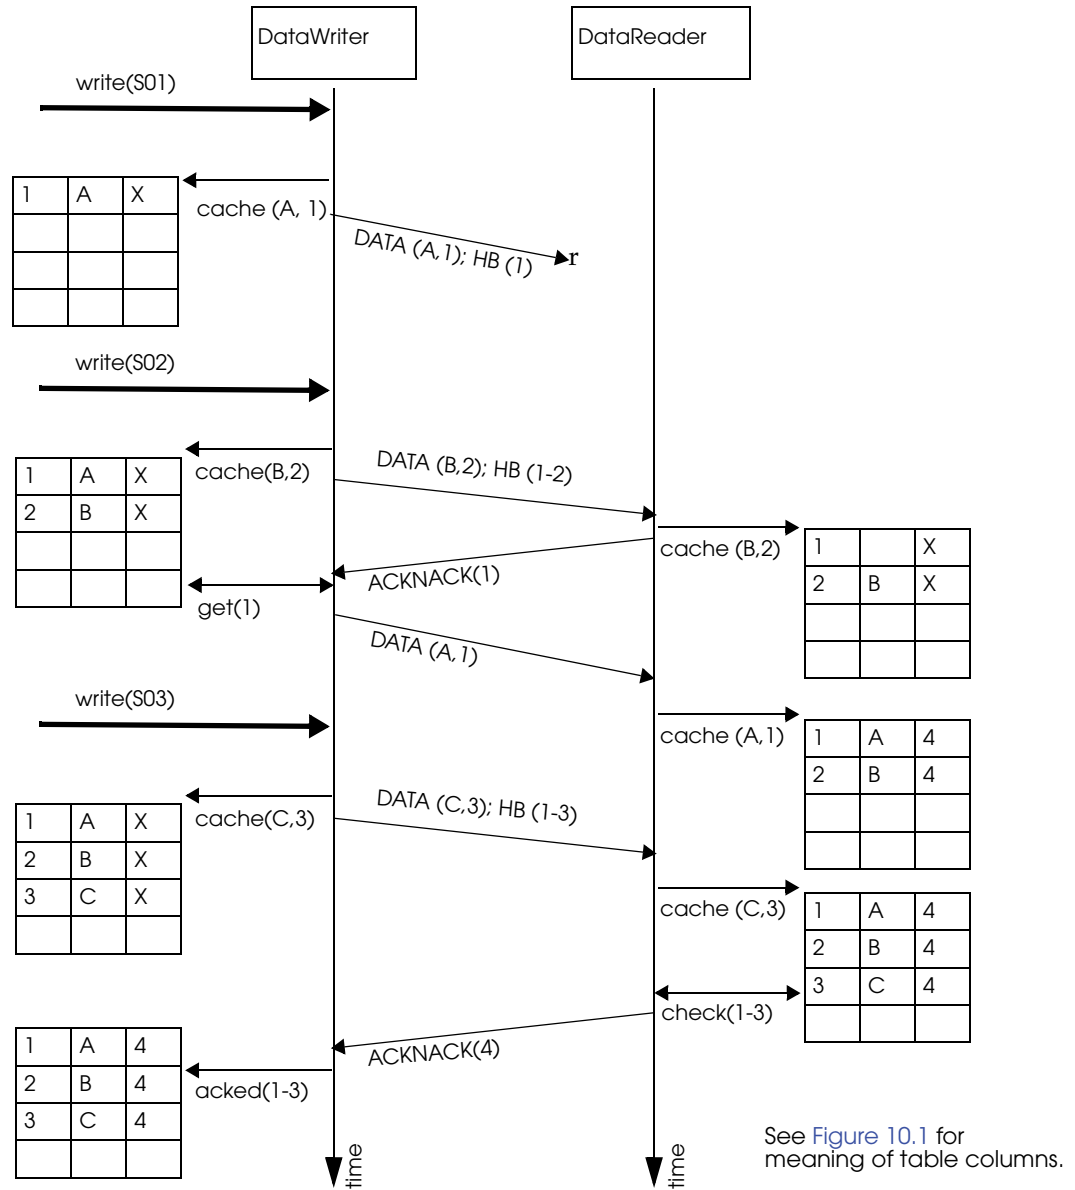 DataWriter
DataReader
write(S01)
1 A X
cache (A, 1)
DATA (A,1); HB (1)
r
write(S02)
DATA (B,2); HB (1-2)
cache(B,2)
1 A X
2 B X
cache (B,2)
1 X
2 B X
ACKNACK(1)
get(1)
DATA (A,1)
write(S03)
cache (A,1)
1 A 4
2 B 4
DATA (C,3); HB (1-3)
cache(C,3)
1 A X
2 B X
3 C X
cache (C,3)
1 A 4
2 B 4
3 C 4
check(1-3)
ACKNACK(4)
1 A 4
2 B 4
3 C 4
acked(1-3)
time
time
See Figure 10.1 for
meaning of table columns.